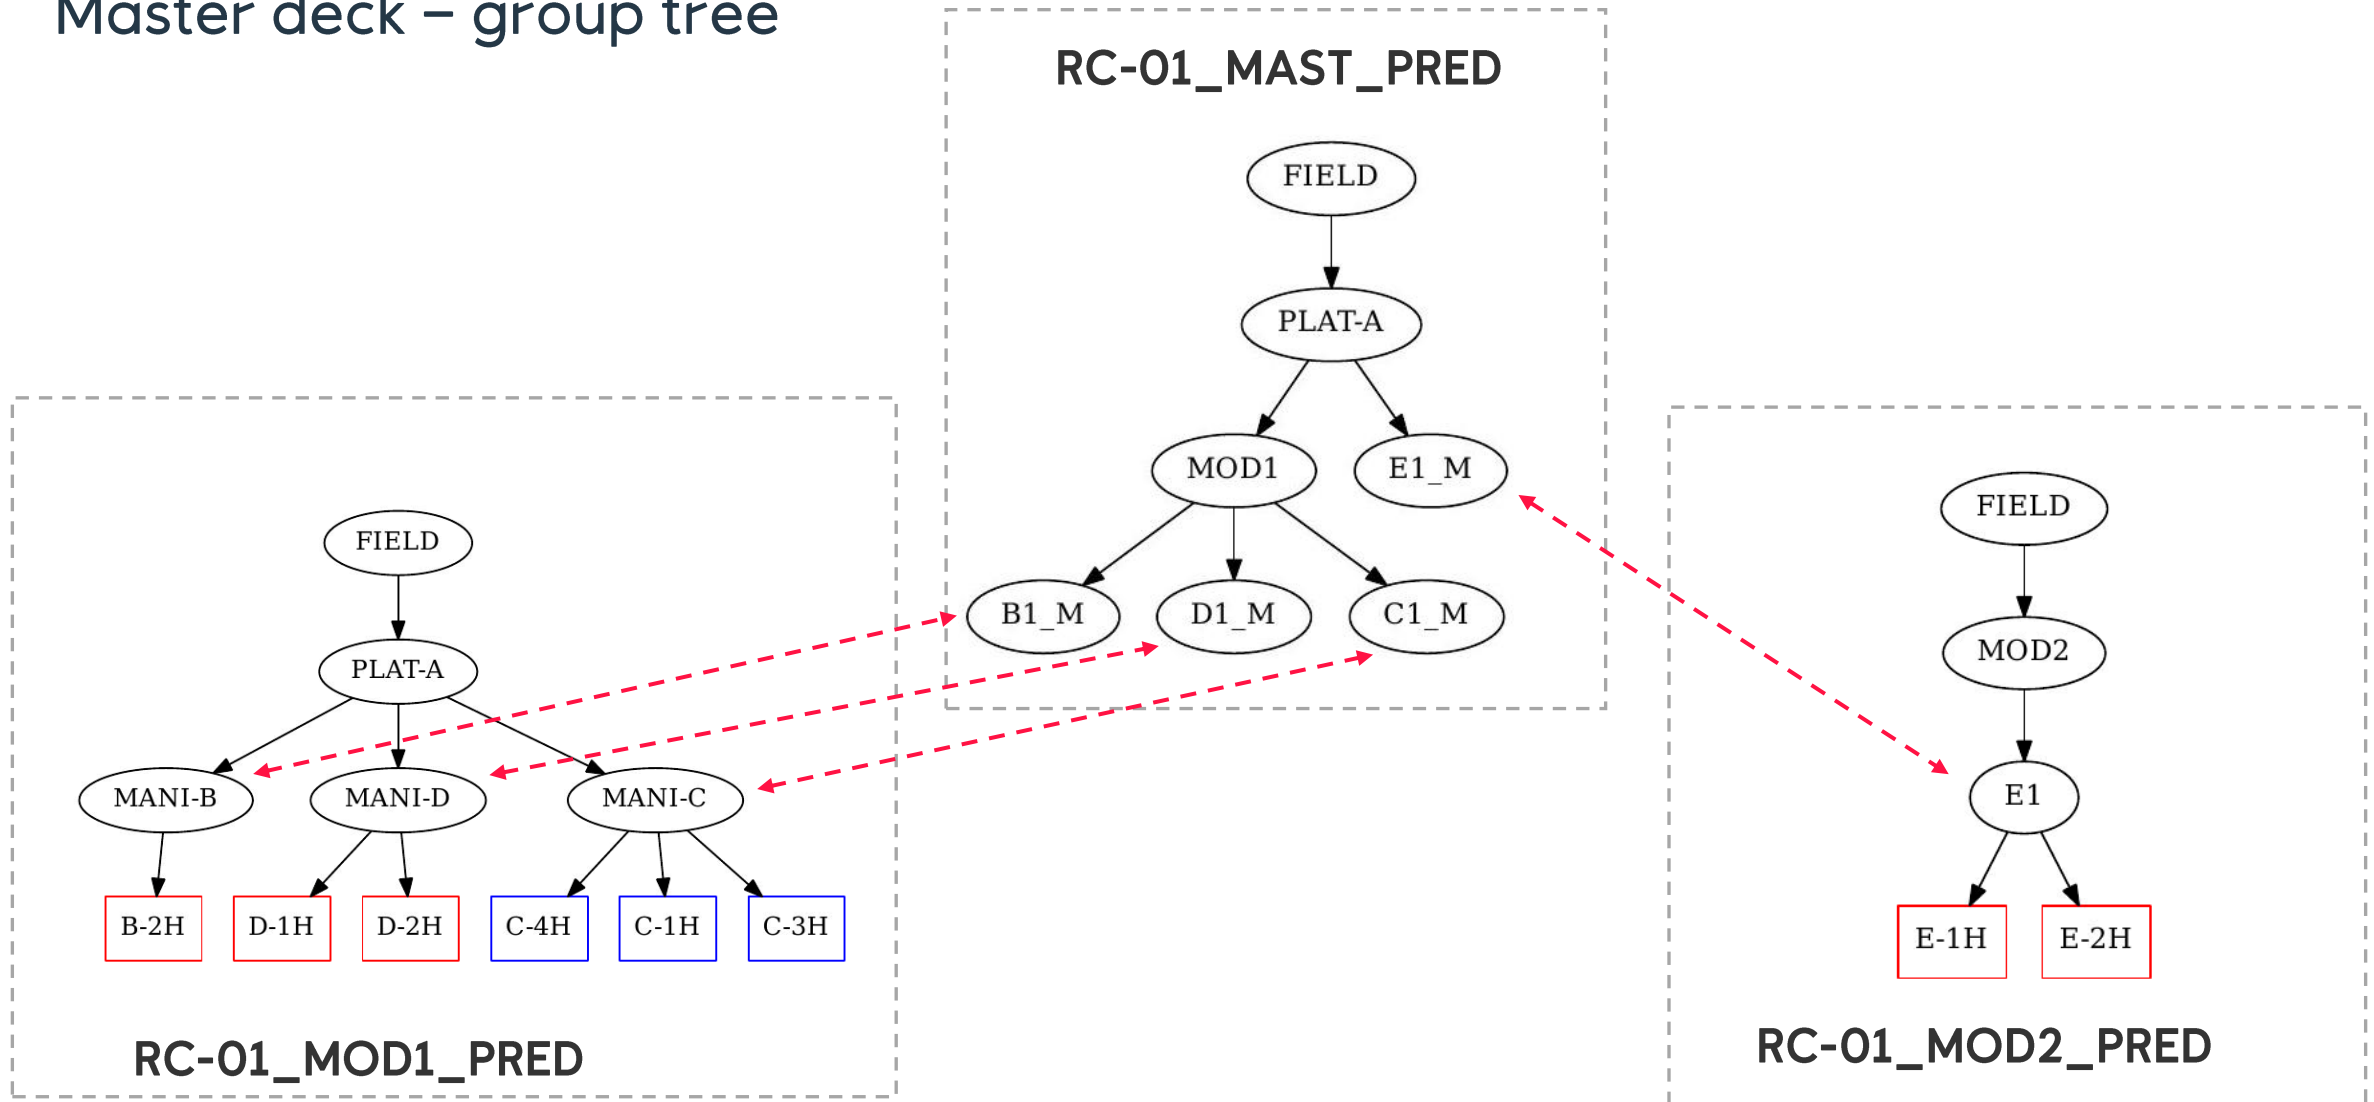 Master deck – group tree
RC-01_MAST_PRED
FIELD
PLAT-A
MOD1
E1_M
B1_M
D1_M
C1_M
FIELD
PLAT-A
MANI-B
MANI-D
MANI-C
B-2H
D-1H
D-2H
C-4H
C-1H
C-3H
RC-01_MOD1_PRED
FIELD
MOD2
E1
E-1H
E-2H
RC-01_MOD2_PRED